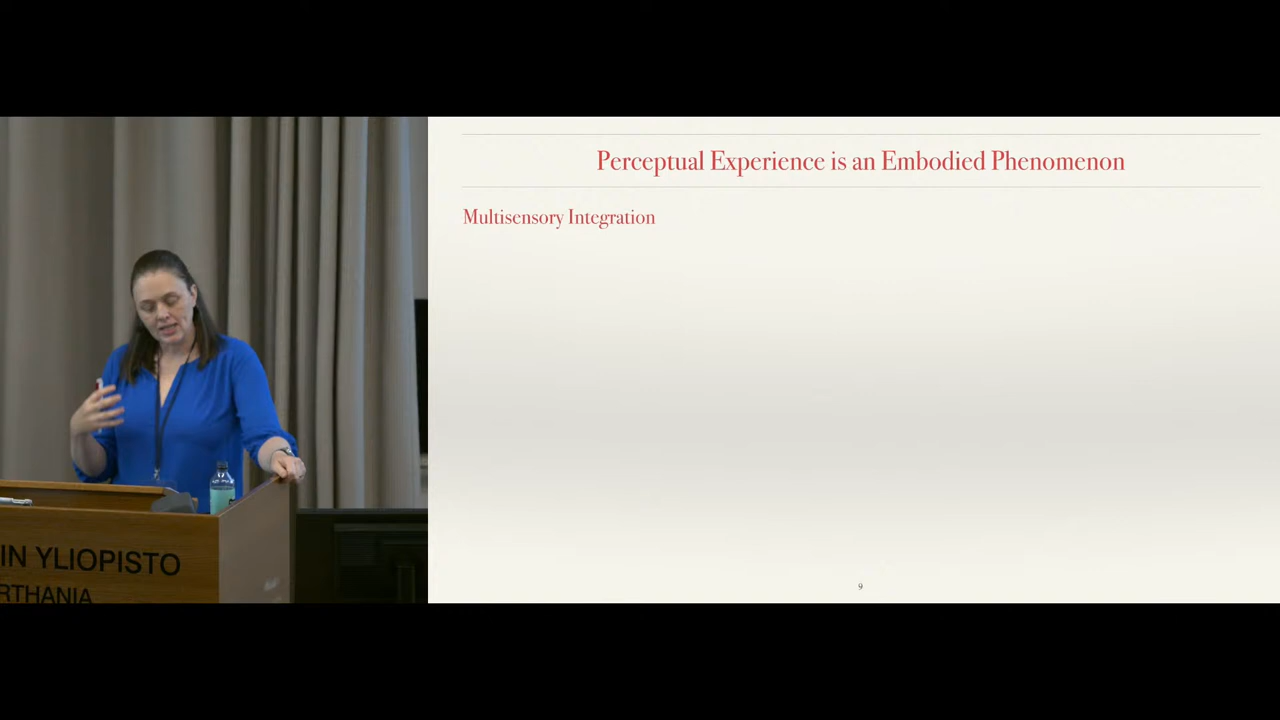 Perceptual Experience is an Embodied Phenomenon
Multisensory Integration
9
IN YLIOPISTO
RTHANIA